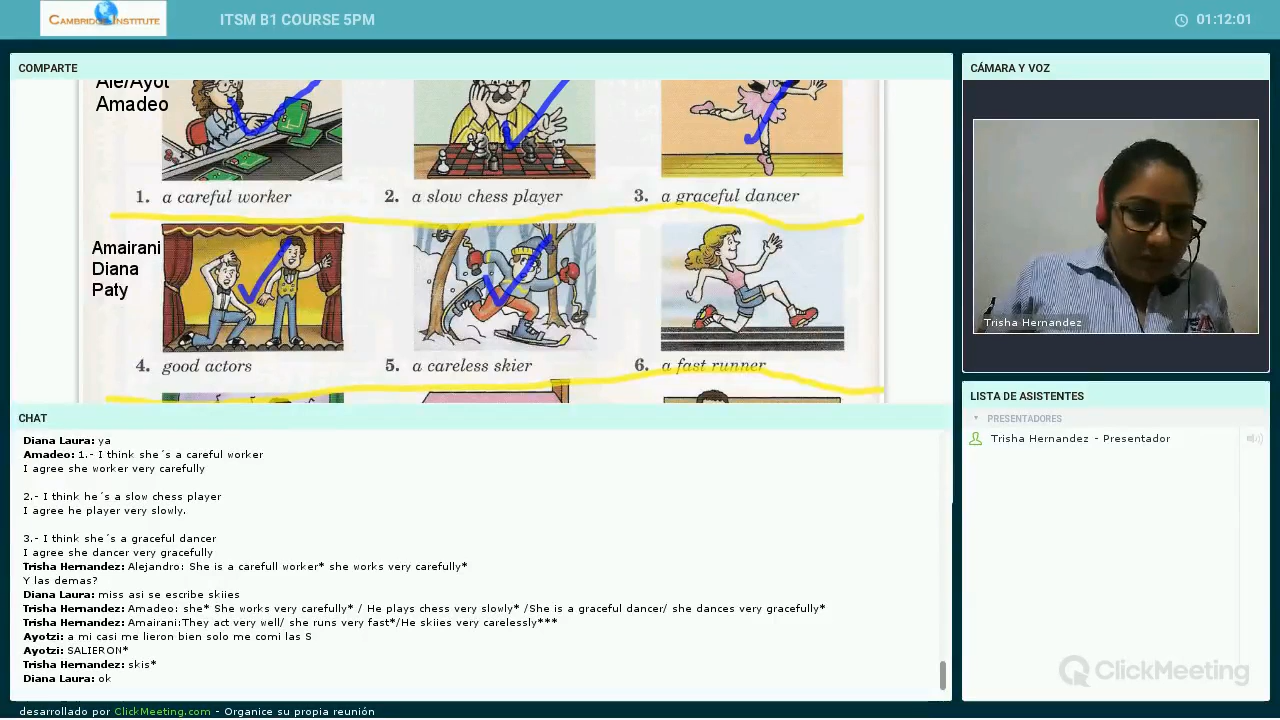 CAMBRIDGE INSTITUTE
ITSM B1 COURSE 5PM
01:12:01
COMPARTE
Ale/Ayot
Amadeo
1. a careful worker
2. a slow chess player
3. a graceful dancer
Amairani
Diana
Paty
4. good actors
5. a careless skier
6. a fast runner
CHAT
Diana Laura: ya
Amadeo: 1.- I think she´s a careful worker
I agree she worker very carefully
2.- I think he´s a slow chess player
I agree he player very slowly.
3.- I think she´s a graceful dancer
I agree she dancer very gracefully
Trisha Hernandez: Alejandro: She is a carefull worker* she works very carefully*
Y las demas?
Diana Laura: miss asi se escribe skiies
Trisha Hernandez: Amadeo: she* She works very carefully* / He plays chess very slowly* /She is a graceful dancer/ she dances very gracefully*
Trisha Hernandez: Amairani:They act very well/ she runs very fast*/He skiies very carelessly***
Ayotzi: a mi casi me lieron bien solo me comi las S
Ayotzi: SALIERON*
Trisha Hernandez: skis*
Diana Laura: ok
desarrollado por ClickMeeting.com - Organice su propia reunión
CÁMARA Y VOZ
Trisha Hernandez
LISTA DE ASISTENTES
PRESENTADORES
Trisha Hernandez - Presentador
ClickMeeting